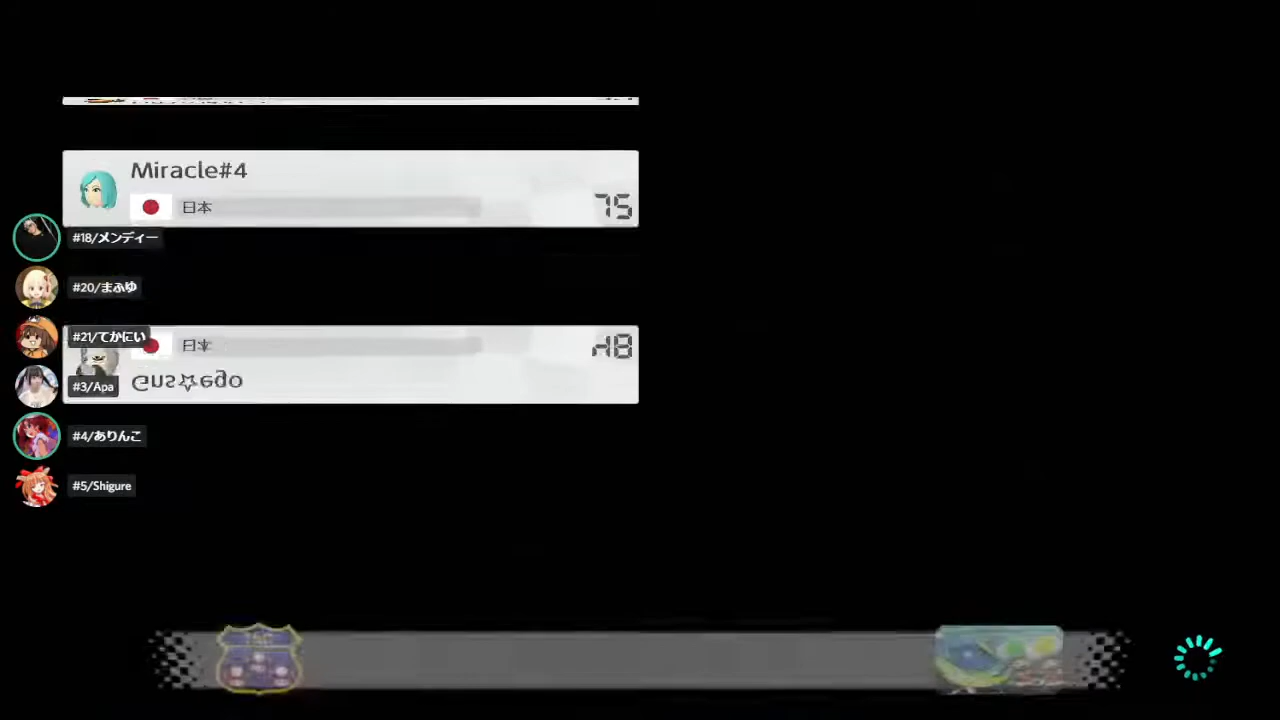 Miracle#4
日本
75
#18/メンディー
#20/まふゆ
#21/てかにい
日本
#3/Apa
#4/ありんこ
#5/Shigure